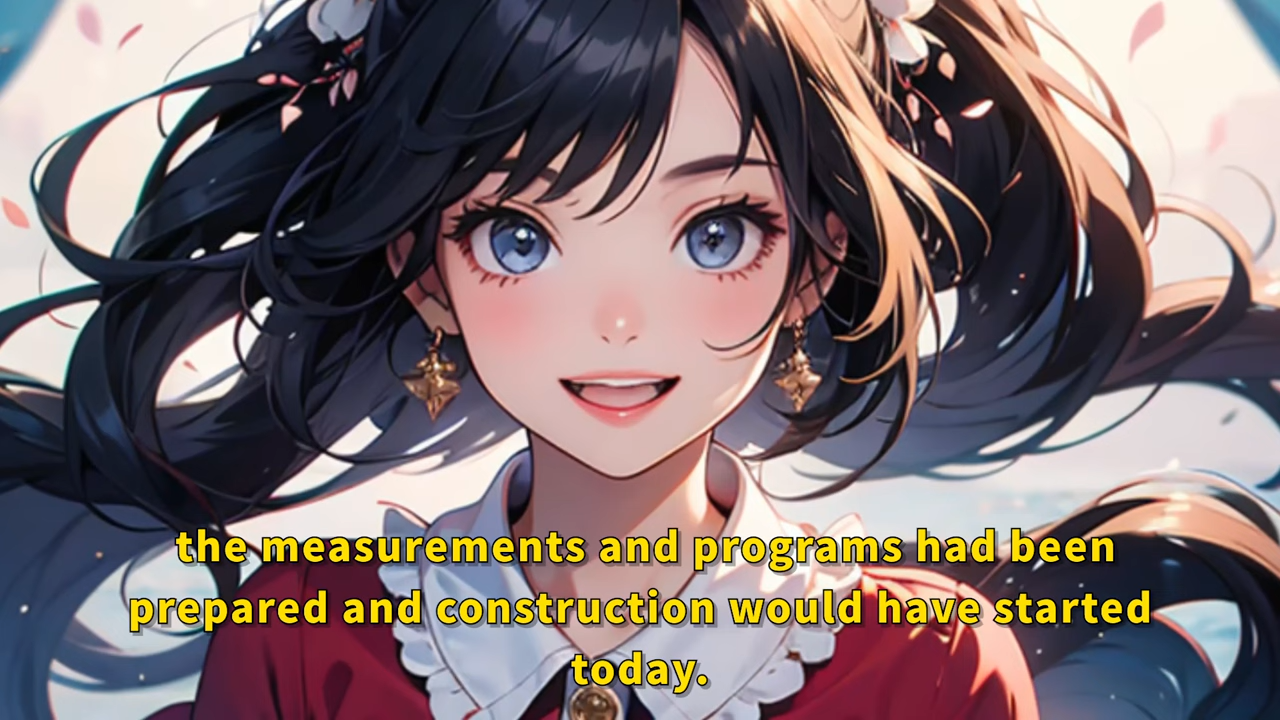 the measurements and programs had been
prepared and construction would have started
today.